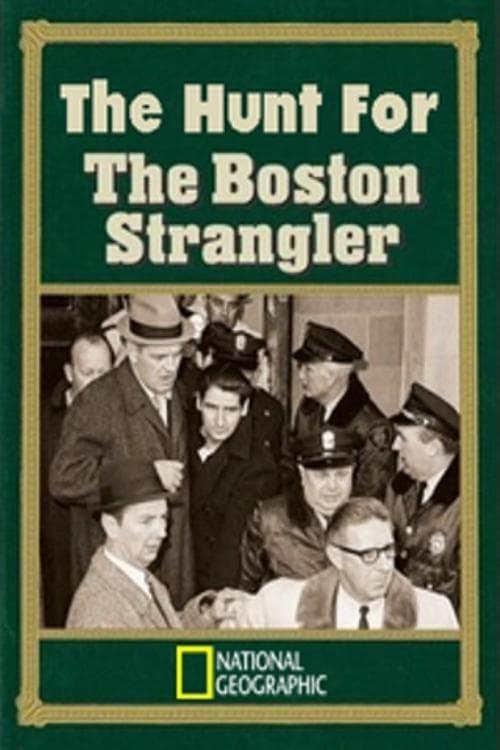 The Hunt For
The Boston
Strangler
NATIONAL
GEOGRAPHIC